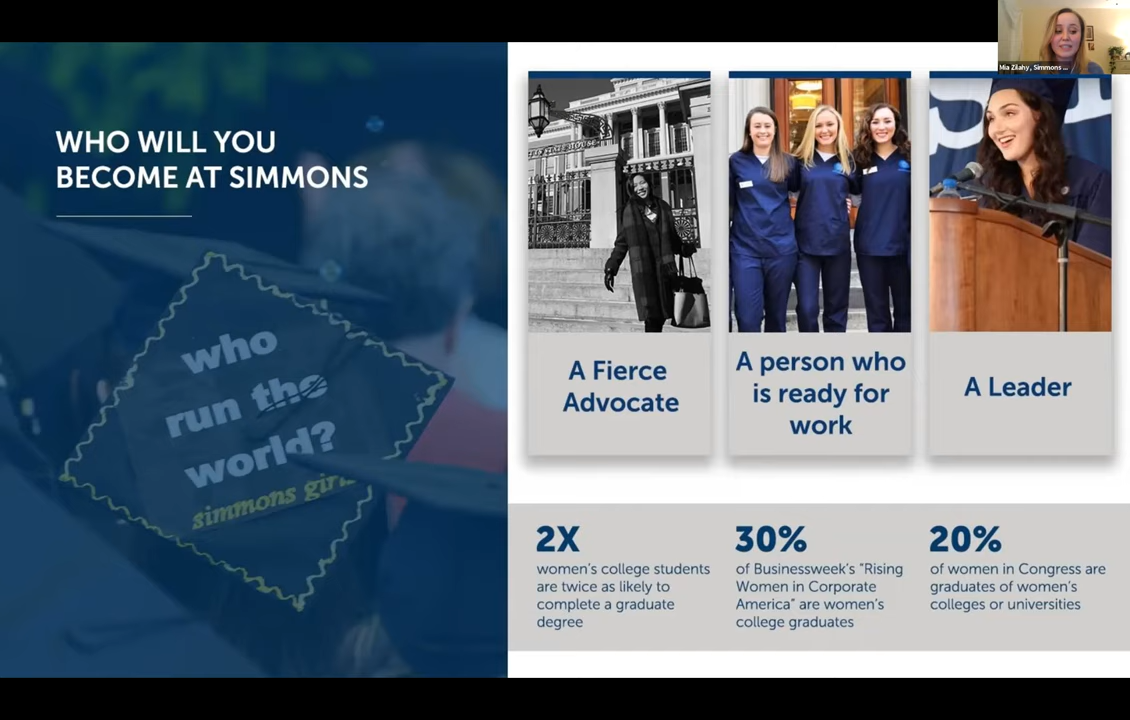 Mia Zilahy, Simmons ...
WHO WILL YOU
BECOME AT SIMMONS
who
run the
world?
simmons girls
A Fierce
Advocate
A person who
is ready for
work
A Leader
2X
women's college students
are twice as likely to
complete a graduate
degree
30%
of Businessweek's "Rising
Women in Corporate
America" are women's
college graduates
20%
of women in Congress are
graduates of women's
colleges or universities